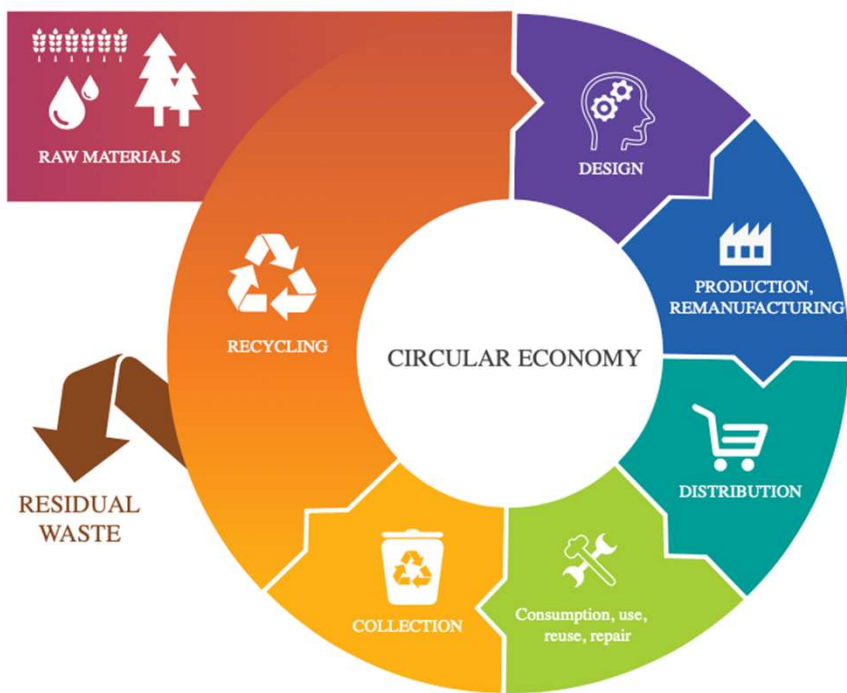 RAW MATERIALS
DESIGN
PRODUCTION,
REMANUFACTURING
RECYCLING
CIRCULAR ECONOMY
DISTRIBUTION
RESIDUAL
WASTE
COLLECTION
Consumption, use,
reuse, repair